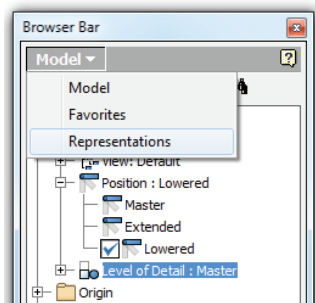 Browser Bar
Model
Model
Favorites
Representations
View: Default
Position : Lowered
Master
Extended
Lowered
Level of Detail : Master
Origin